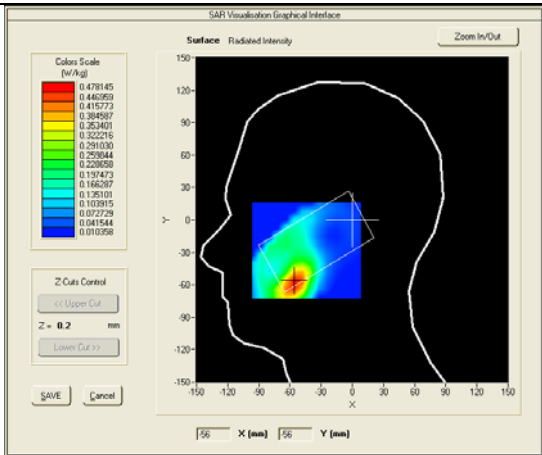 SAR Visualisation Graphical Interface
Surface Radiated Intensity
Zoom In/Out
Colors Scale
(W/kg)
0.478145
0.446959
0.415773
0.384587
0.353401
0.322216
0.291030
0.259844
0.228658
0.197473
0.166287
0.135101
0.103915
0.072729
0.041544
0.010358
150
120
90
60
30
0
-30
-60
-90
-120
-150
Y
-150 -120 -90 -60 -30 0 30 60 90 120 150
X
Z Cuts Control
<< Upper Cut
Z = 0.2 mm
Lower Cut >>
SAVE Cancel
-56 X (mm) -56 Y (mm)